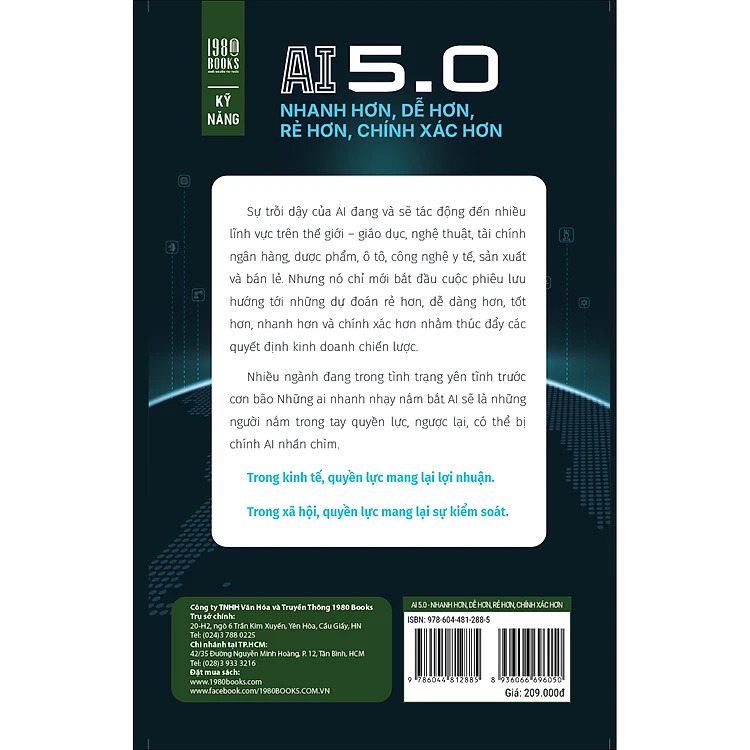 1980
BOOKS
KỸ
NĂNG
AI 5.0
NHANH HƠN, DỄ HƠN,
RẺ HƠN, CHÍNH XÁC HƠN
Sự trỗi dậy của AI đang và sẽ tác động đến nhiều
lĩnh vực trên thế giới – giáo dục, nghệ thuật, tài chính
ngân hàng, dược phẩm, ô tô, công nghệ y tế, sản xuất
và bán lẻ. Nhưng nó chỉ mới bắt đầu cuộc phiêu lưu
hướng tới những dự đoán rẻ hơn, dễ dàng hơn, tốt
hơn, nhanh hơn và chính xác hơn nhằm thúc đẩy các
quyết định kinh doanh chiến lược.
Nhiều ngành đang trong tình trạng yên tĩnh trước
cơn bão Những ai nhanh nhạy nắm bắt AI sẽ là những
người nắm trong tay quyền lực, ngược lại, có thể bị
chính AI nhấn chìm.
Trong kinh tế, quyền lực mang lại lợi nhuận.
Trong xã hội, quyền lực mang lại sự kiểm soát.
Công ty TNHH Văn Hóa và Truyền Thông 1980 Books
Trụ sở chính:
20-H2, ngõ 6 Trần Kim Xuyến, Yên Hòa, Cầu Giấy, HN
Tel: (024)3 788 0225
Chi nhánh tại TP.HCM:
42/35 Đường Nguyễn Minh Hoàng, P. 12, Tân Bình, HCM
Tel: (028)3 933 3216
Đặt mua sách:
www.1980books.com
www.facebook.com/1980BOOKS.COM.VN
AI 5.0 - NHANH HƠN, DỄ HƠN, RẺ HƠN, CHÍNH XÁC HƠN
ISBN: 978-604-481-288-5
9 786044 812885
8 936066 696050
Giá: 209.000đ